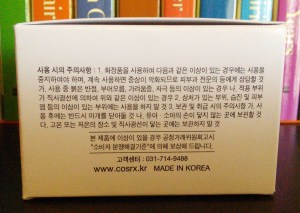 사용 시의 주의사항 : 1. 화장품을 사용하여 다음과 같은 이상이 있는 경우에는 사용을
중지하여야 하며, 계속 사용하면 증상이 악화되므로 피부과 전문의 등에게 상담할 것
가. 사용 중 붉은 반점, 부어오름, 가려움증, 자극 등의 이상이 있는 경우 나. 적용 부위
가 직사광선에 의하여 위와 같은 이상이 있는 경우 2. 상처가 있는 부위, 습진 및 피부
염 등의 이상이 있는 부위에는 사용을 하지 말 것 3. 보관 및 취급 시의 주의사항 가. 사
용 후에는 반드시 마개를 닫아둘 것 나. 유아·소아의 손이 닿지 않는 곳에 보관할 것
다. 고온 또는 저온의 장소 및 직사광선이 닿는 곳에는 보관하지 말 것
본 제품에 이상이 있을 경우 공정거래위원회고시
"소비자 분쟁해결기준"에 의해 보상해 드립니다.
고객센터 : 031-714-9488
www.cosrx.kr MADE IN KOREA